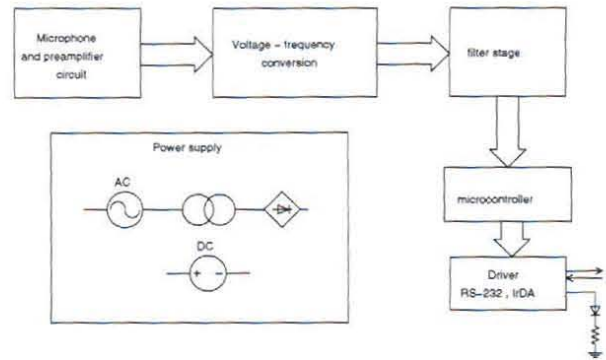 Microphone
and preamplifier
circuit
Voltage – frequency
conversion
filter stage
Power supply
AC
DC
+ −
microcontroller
Driver
RS–232 , IrDA